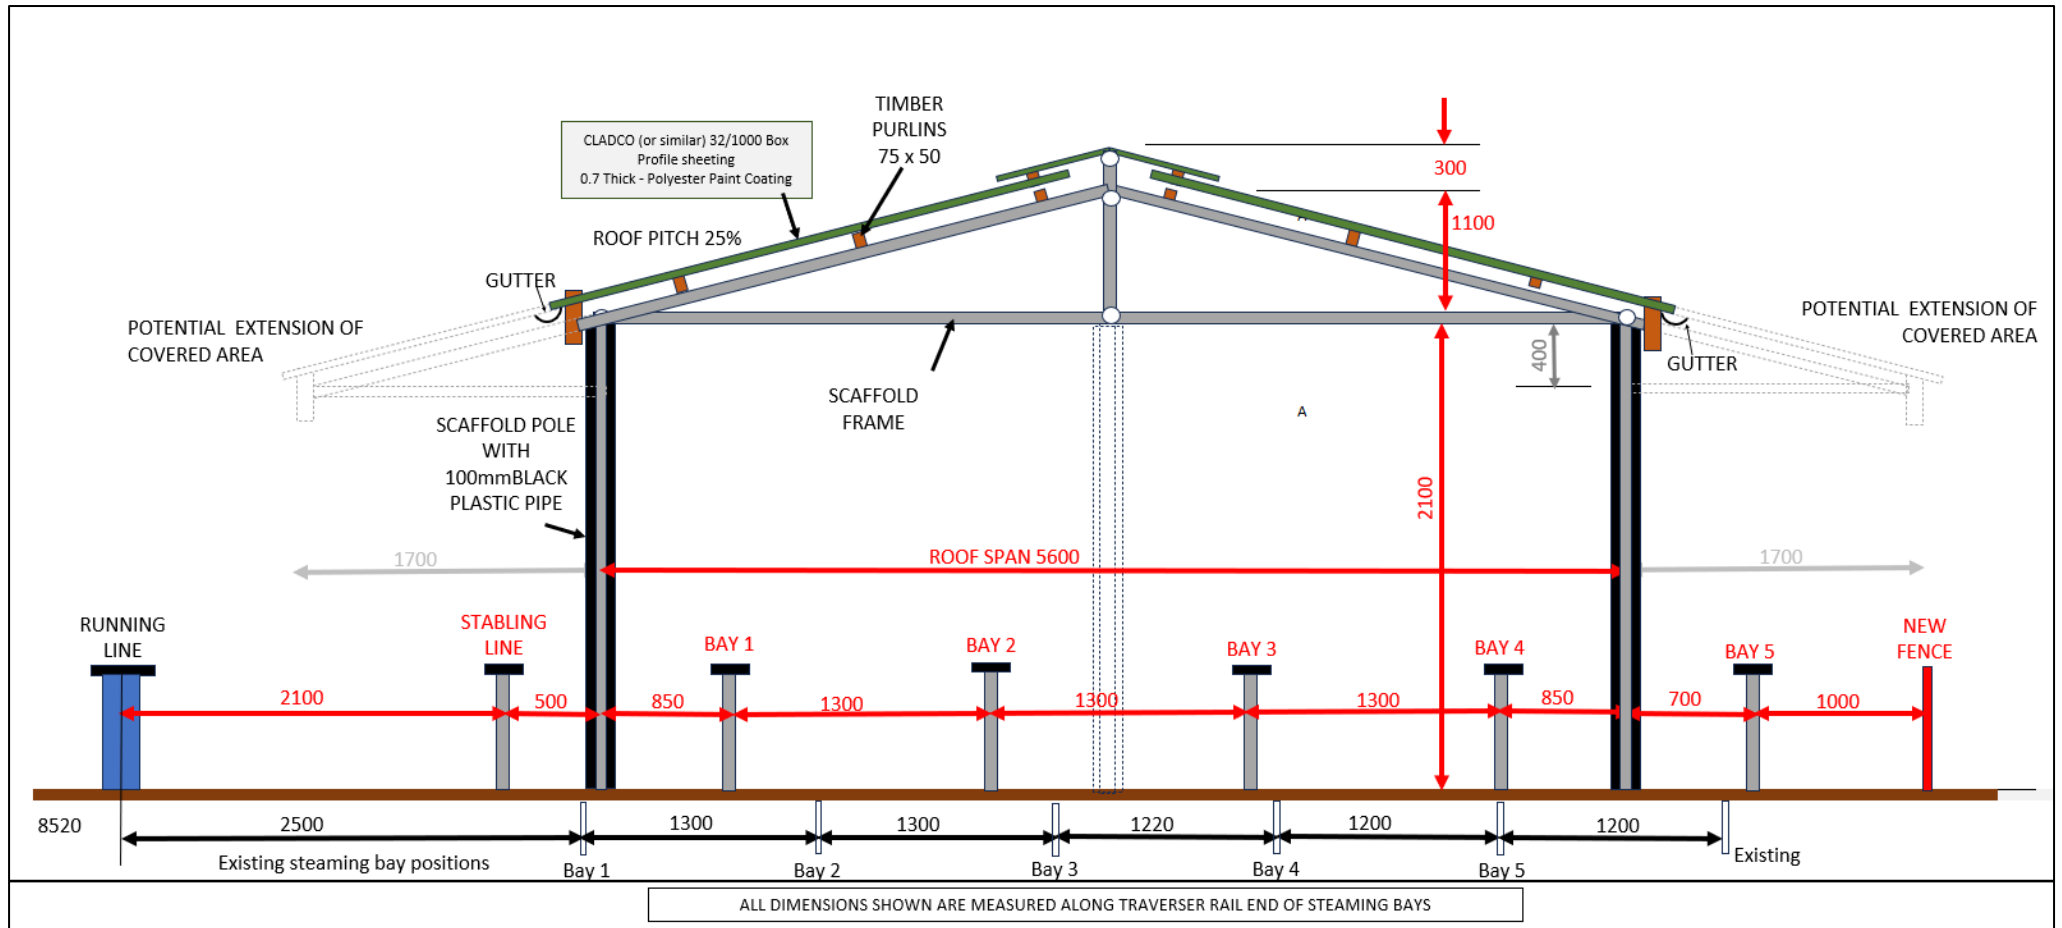 TIMBER
PURLINS
75 x 50
CLADCO (or similar) 32/1000 Box
Profile sheeting
0.7 Thick - Polyester Paint Coating
300
A
1100
ROOF PITCH 25%
GUTTER
POTENTIAL EXTENSION OF
COVERED AREA
POTENTIAL EXTENSION OF
COVERED AREA
400
GUTTER
SCAFFOLD
FRAME
A
SCAFFOLD POLE
WITH
100mmBLACK
PLASTIC PIPE
2100
1700
ROOF SPAN 5600
1700
RUNNING
LINE
STABLING
LINE
BAY 1
BAY 2
BAY 3
BAY 4
BAY 5
NEW
FENCE
2100
500
850
1300
1300
1300
850
700
1000
8520
2500
1300
1300
1220
1200
1200
Existing steaming bay positions
Bay 1
Bay 2
Bay 3
Bay 4
Bay 5
Existing
ALL DIMENSIONS SHOWN ARE MEASURED ALONG TRAVERSER RAIL END OF STEAMING BAYS